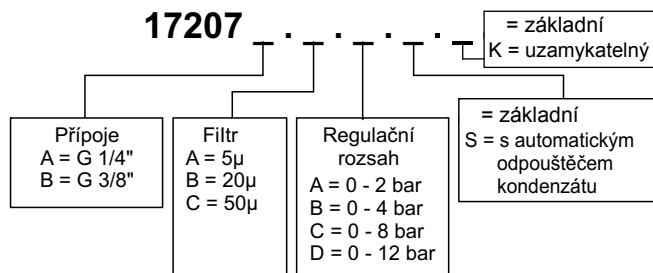 17207 _ . _ . _ . _ . _
= základní
K = uzamykatelný
Přípoje
A = G 1/4"
B = G 3/8"
Filtr
A = 5µ
B = 20µ
C = 50µ
Regulační
rozsah
A = 0 - 2 bar
B = 0 - 4 bar
C = 0 - 8 bar
D = 0 - 12 bar
= základní
S = s automatickým
odpouštěčem
kondenzátu